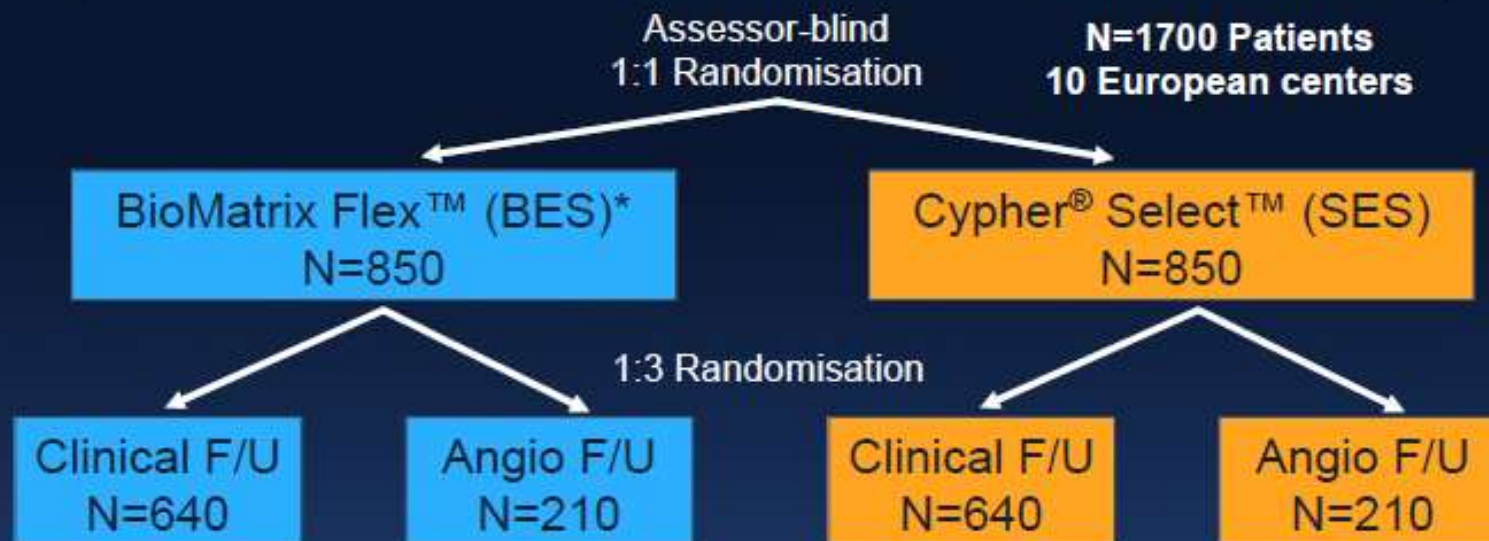 Assessor-blind
1:1 Randomisation
N=1700 Patients
10 European centers
BioMatrix Flex™ (BES)*
N=850
Cypher® Select™ (SES)
N=850
1:3 Randomisation
Clinical F/U
N=640
Angio F/U
N=210
Clinical F/U
N=640
Angio F/U
N=210